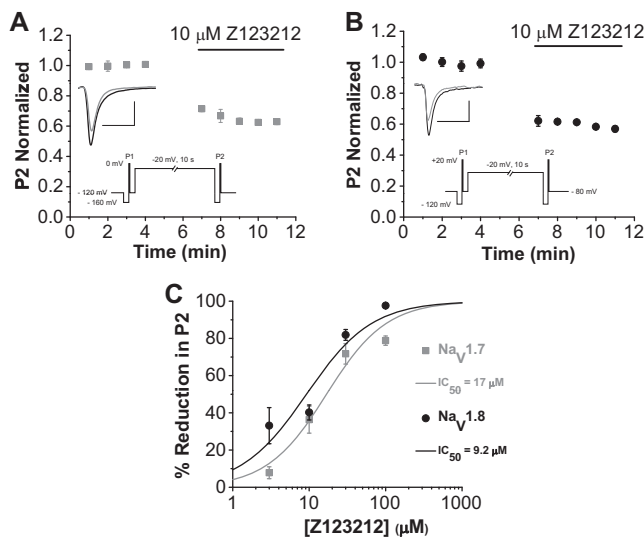 A
10 μM Z123212
P2 Normalized
1.2
1.0
0.8
0.6
0.4
0.2
0.0
0 mV
P1
-20 mV, 10 s
P2
- 120 mV
- 160 mV
0 2 4 6 8 10 12
Time (min)
B
10 μM Z123212
P2 Normalized
1.2
1.0
0.8
0.6
0.4
0.2
0.0
+20 mV
P1
-20 mV, 10 s
P2
- 80 mV
-120 mV
0 2 4 6 8 10 12
Time (min)
C
% Reduction in P2
100
80
60
40
20
0
NaV1.7
IC50 = 17 μM
NaV1.8
IC50 = 9.2 μM
1 10 100 1000
[Z123212] (μM)